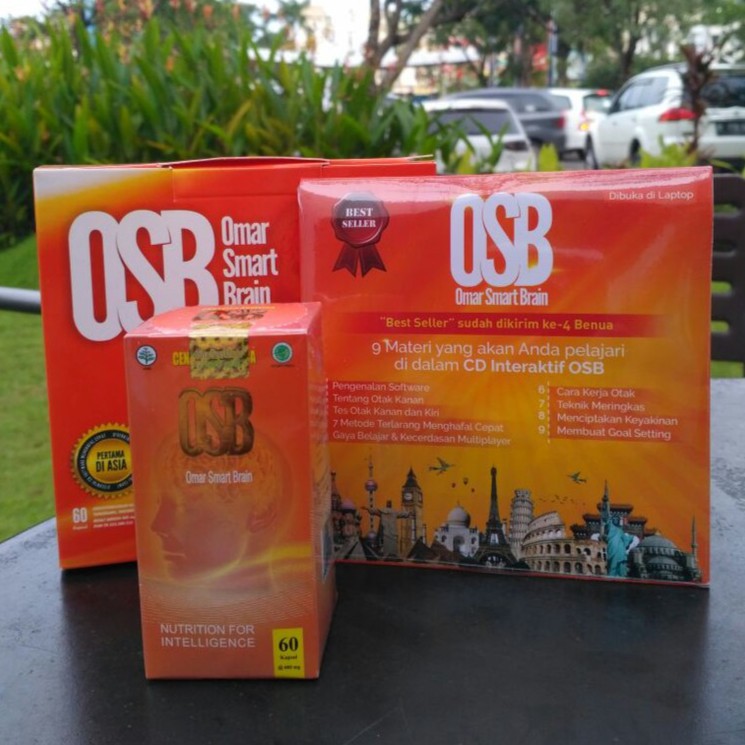 OSB
Omar
Smart
Brain
PERTAMA
DI ASIA
60
Kapsul
BEST
SELLER
OSB
Omar Smart Brain
Dibuka di Laptop
"Best Seller" sudah dikirim ke-4 Benua
9 Materi yang akan Anda pelajari
di dalam CD Interaktif OSB
Pengenalan Software
Tentang Otak Kanan
Tes Otak Kanan dan Kiri
7 Metode Terlarang Menghafal Cepat
Gaya Belajar & Kecerdasan Multiplayer
6 Cara Kerja Otak
7 Teknik Meringkas
8 Menciptakan Keyakinan
9 Membuat Goal Setting
OSB
Omar Smart Brain
NUTRITION FOR
INTELLIGENCE
60
Kapsul